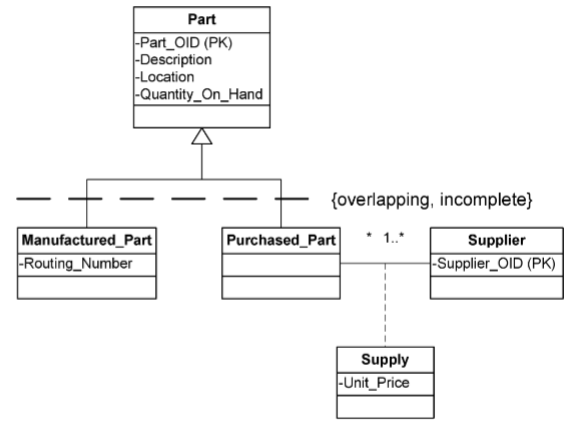 Part
-Part_OID (PK)
-Description
-Location
-Quantity_On_Hand
{overlapping, incomplete}
Manufactured_Part
-Routing_Number
Purchased_Part
* 1..*
Supplier
-Supplier_OID (PK)
Supply
-Unit_Price